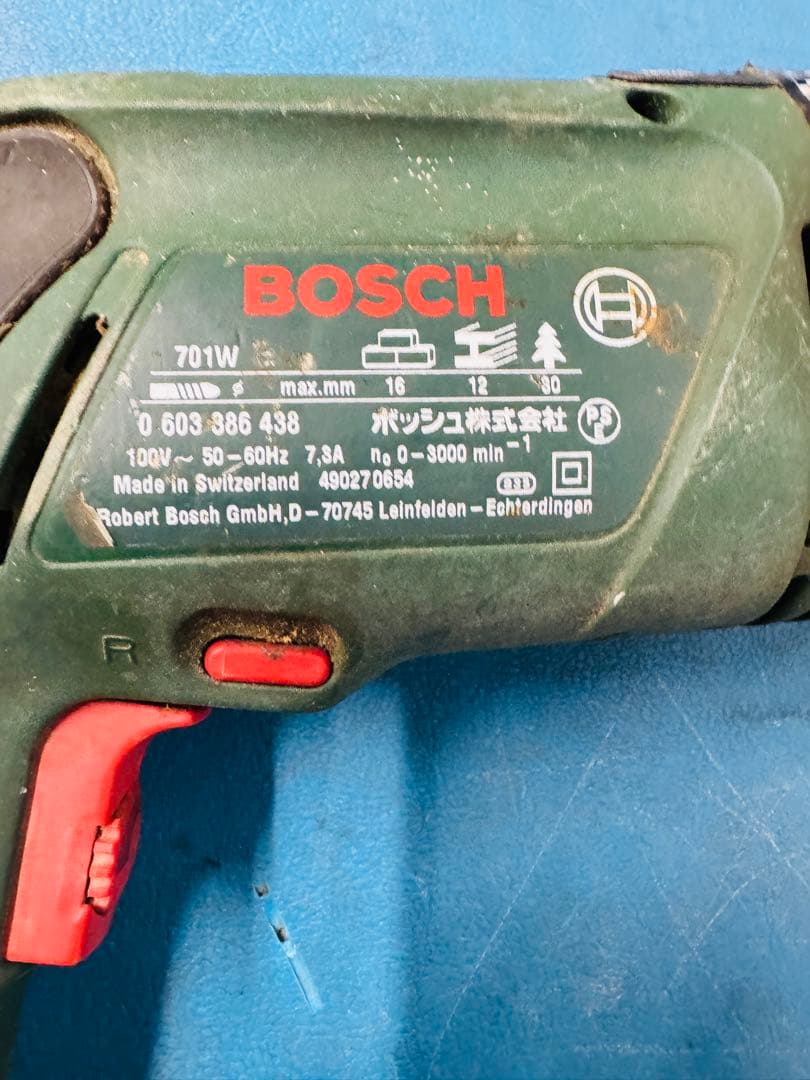 BOSCH
701W
max.mm 16 12 30
0 603 386 438 ボッシュ株式会社 PSE
100V~ 50-60Hz 7,3A n₀ 0-3000 min⁻¹
Made in Switzerland 490270654
Robert Bosch GmbH,D-70745 Leinfelden-Echterdingen
R